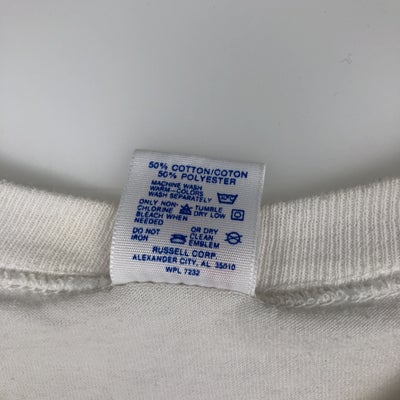 50% COTTON/COTON
50% POLYESTER
MACHINE WASH
WARM-COLORS
WASH SEPARATELY
ONLY NON-
CHLORINE
BLEACH WHEN
NEEDED
TUMBLE
DRY LOW
DO NOT
IRON
OR DRY
CLEAN
EMBLEM
RUSSELL CORP.
ALEXANDER CITY, AL 35010
WPL 7232